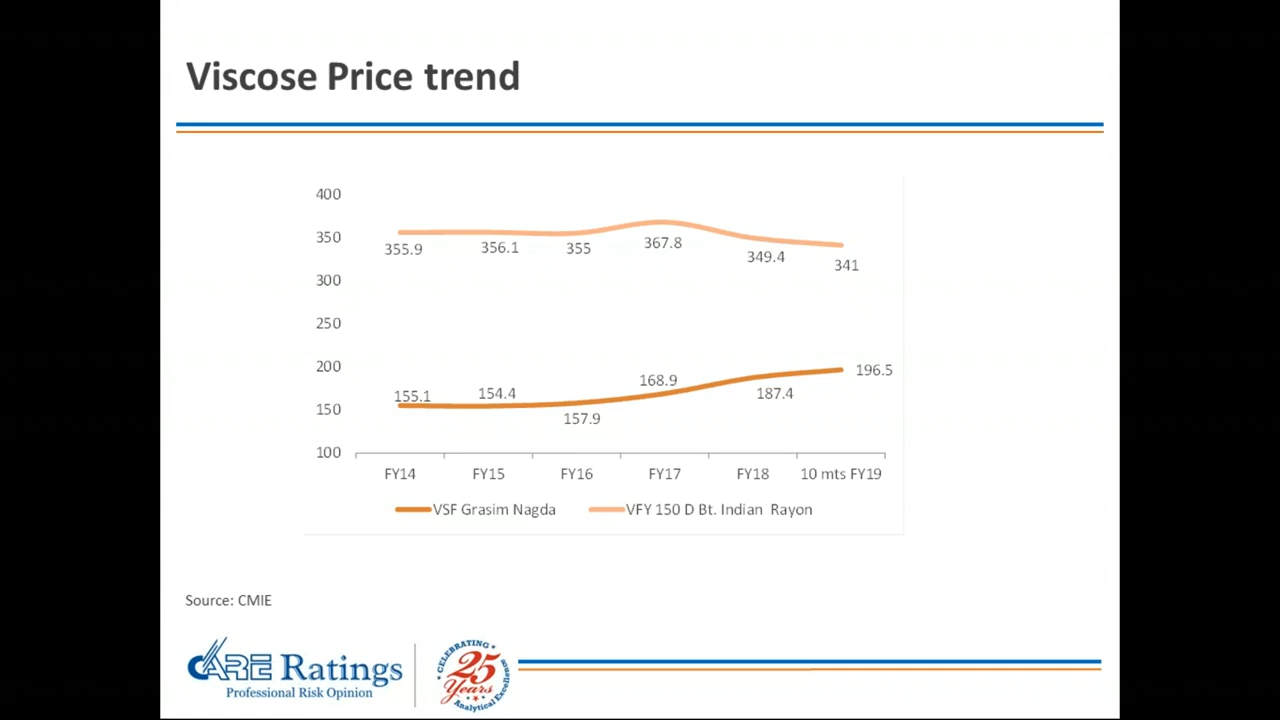 Viscose Price trend
400
350
300
250
200
150
100
355.9
356.1
355
367.8
349.4
341
155.1
154.4
157.9
168.9
187.4
196.5
FY14 FY15 FY16 FY17 FY18 10 mts FY19
VSF Grasim Nagda VFY 150 D Bt. Indian Rayon
Source: CMIE
CARE Ratings
Professional Risk Opinion
CELEBRATING
25
Years
Analytical Excellence